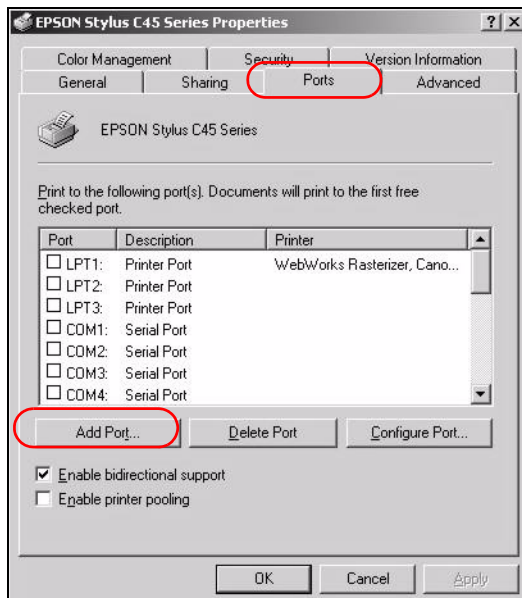 EPSON Stylus C45 Series Properties
Color Management Security Version Information
General Sharing Ports Advanced
EPSON Stylus C45 Series
Print to the following port(s). Documents will print to the first free
checked port.
Port Description Printer
LPT1: Printer Port WebWorks Rasterizer, Cano...
LPT2: Printer Port
LPT3: Printer Port
COM1: Serial Port
COM2: Serial Port
COM3: Serial Port
COM4: Serial Port
Add Port... Delete Port Configure Port...
Enable bidirectional support
Enable printer pooling
OK Cancel Apply